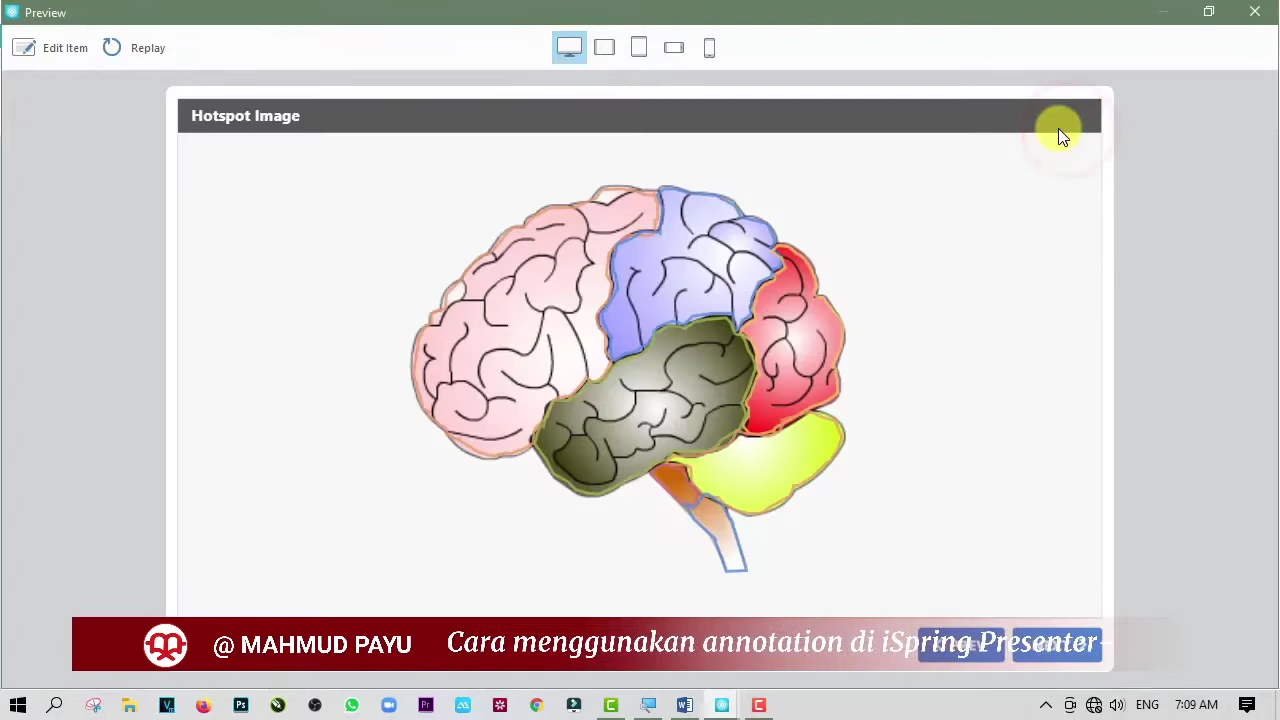 Preview
Edit Item
Replay
Hotspot Image
@ MAHMUD PAYU
Cara menggunakan annotation di iSpring Presenter
ENG
7:09 AM